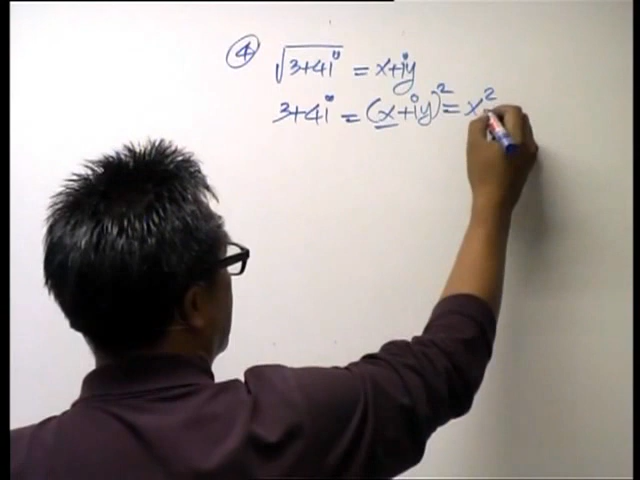 ④ √3+4i = x+iy
3+4i = (x+iy)² = x²